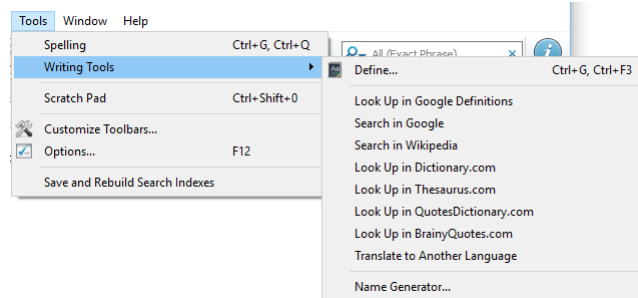 Tools Window Help
Spelling Ctrl+G, Ctrl+Q
Writing Tools
Scratch Pad Ctrl+Shift+0
Customize Toolbars...
Options... F12
Save and Rebuild Search Indexes
All (Exact Phrase)
Define... Ctrl+G, Ctrl+F3
Look Up in Google Definitions
Search in Google
Search in Wikipedia
Look Up in Dictionary.com
Look Up in Thesaurus.com
Look Up in QuotesDictionary.com
Look Up in BrainyQuotes.com
Translate to Another Language
Name Generator...